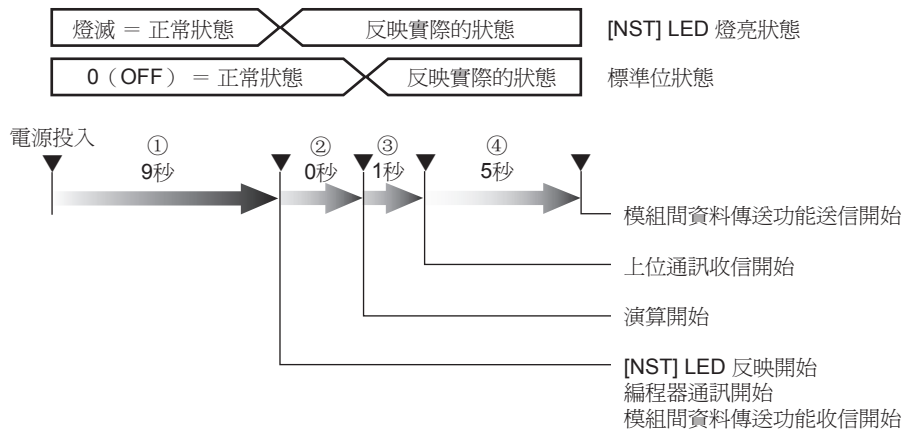 燈滅 ＝ 正常狀態
反映實際的狀態
[NST] LED 燈亮狀態
0（OFF） ＝ 正常狀態
反映實際的狀態
標準位狀態
電源投入
①
9秒
②
0秒
③
1秒
④
5秒
模組間資料傳送功能送信開始
上位通訊收信開始
演算開始
[NST] LED 反映開始
編程器通訊開始
模組間資料傳送功能收信開始